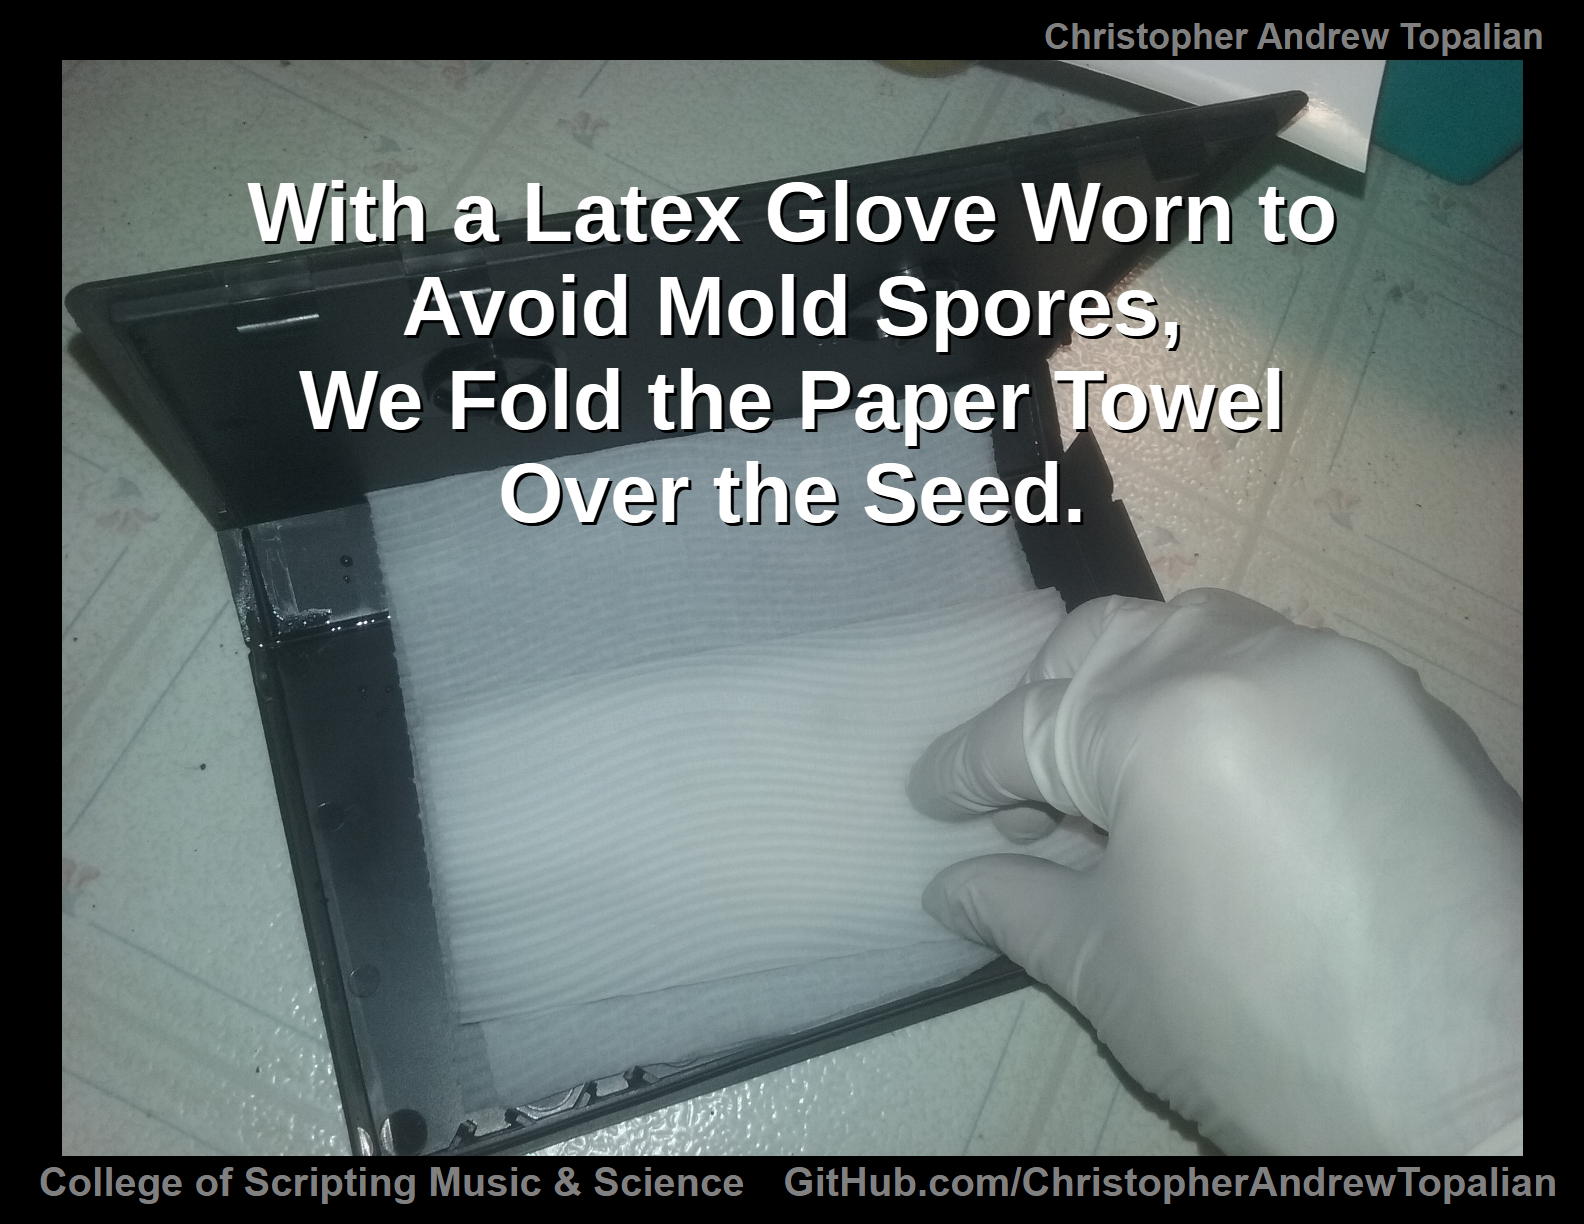 Christopher Andrew Topalian
With a Latex Glove Worn to
Avoid Mold Spores,
We Fold the Paper Towel
Over the Seed.
College of Scripting Music & Science
GitHub.com/ChristopherAndrewTopalian